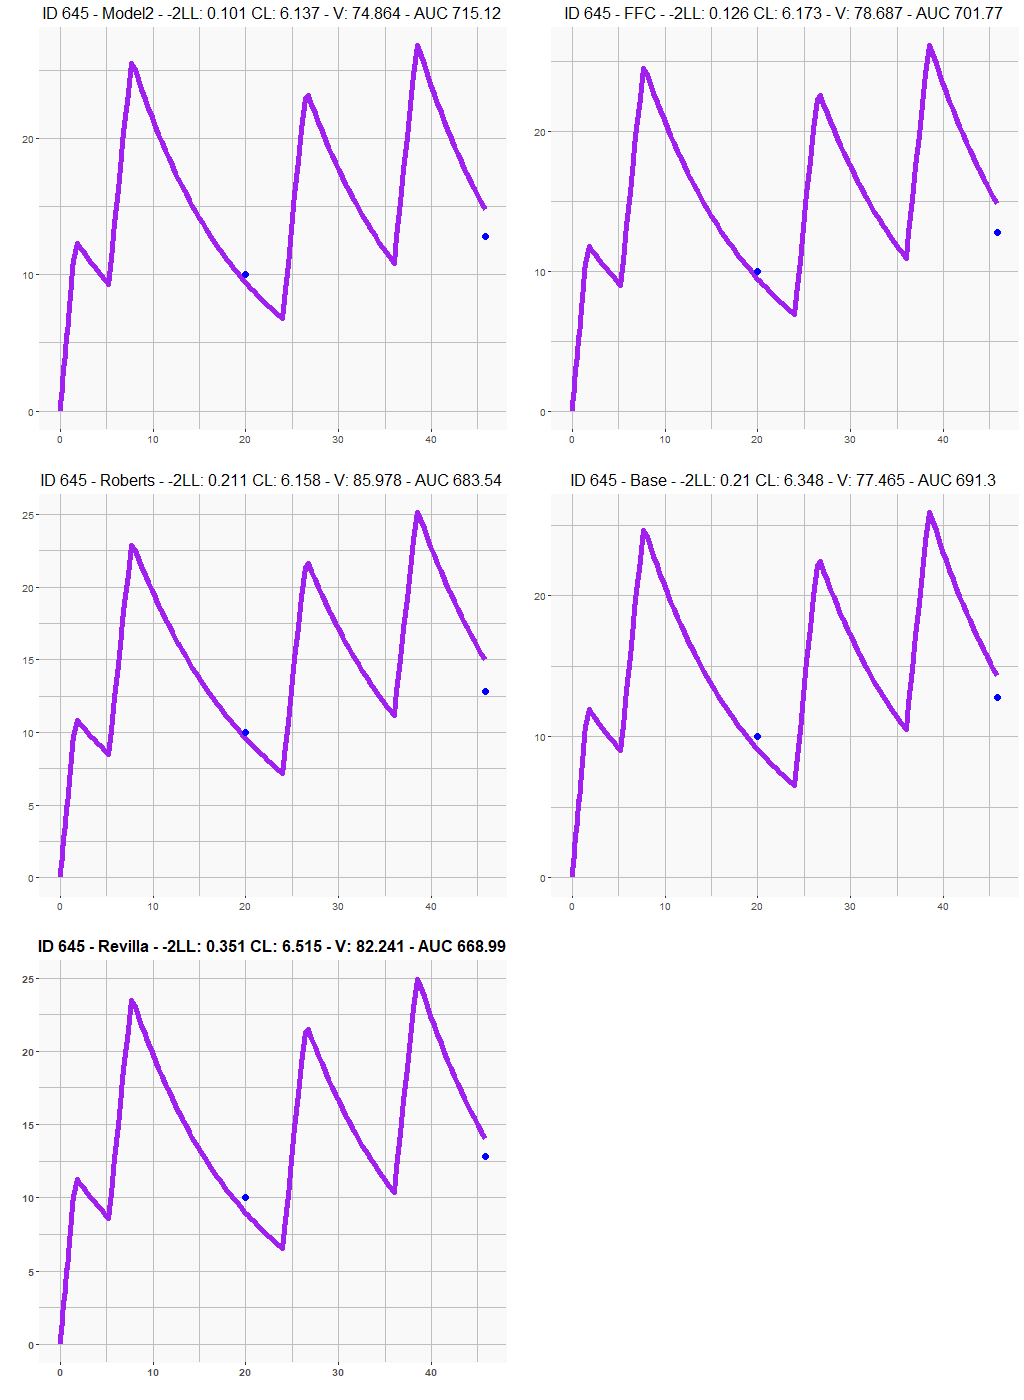 ID 645 - Model2 - -2LL: 0.101 CL: 6.137 - V: 74.864 - AUC 715.12
20
10
0
0 10 20 30 40
ID 645 - FFC - -2LL: 0.126 CL: 6.173 - V: 78.687 - AUC 701.77
20
10
0
0 10 20 30 40
ID 645 - Roberts - -2LL: 0.211 CL: 6.158 - V: 85.978 - AUC 683.54
25
20
15
10
5
0
0 10 20 30 40
ID 645 - Base - -2LL: 0.21 CL: 6.348 - V: 77.465 - AUC 691.3
20
10
0
0 10 20 30 40
ID 645 - Revilla - -2LL: 0.351 CL: 6.515 - V: 82.241 - AUC 668.99
25
20
15
10
5
0
0 10 20 30 40